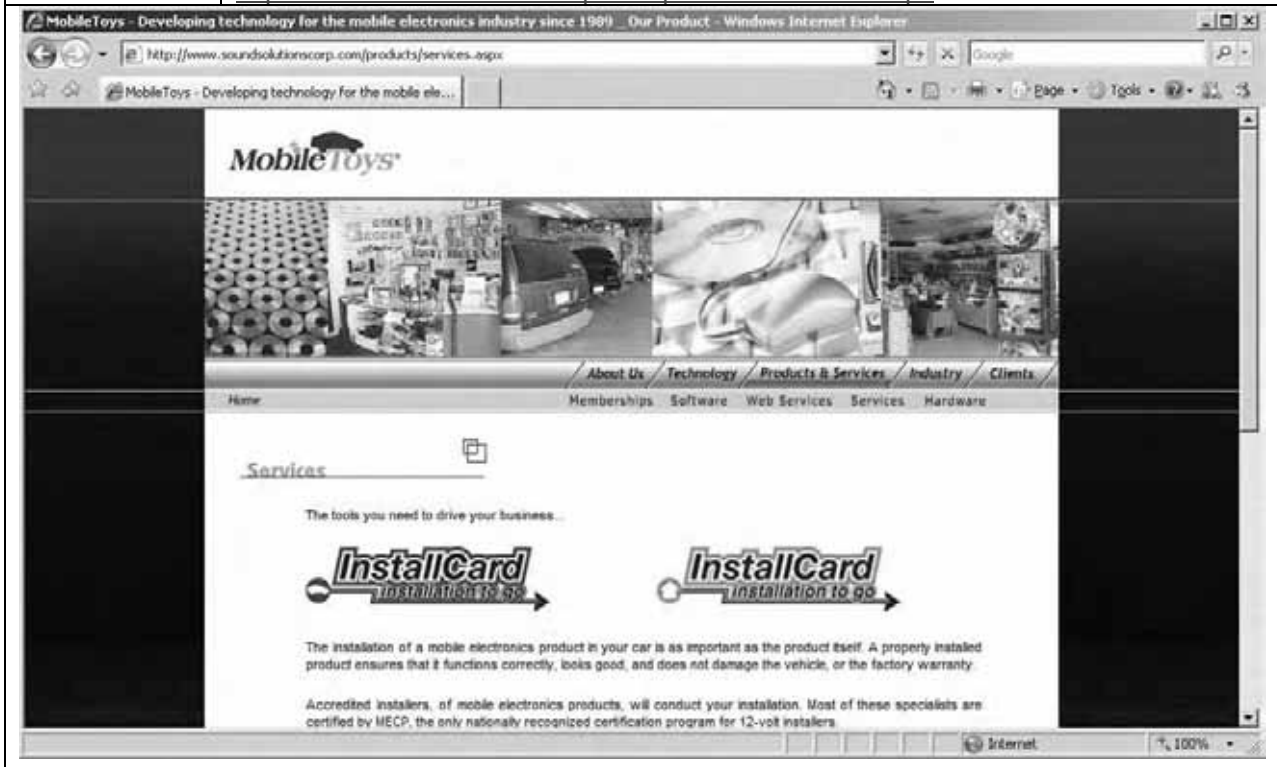 MobileToys - Developing technology for the mobile electronics industry since 1989 _ Our Product - Windows Internet Explorer
http://www.soundsolutionscorp.com/products/services.aspx
Google
MobileToys - Developing technology for the mobile ele...
Page
Tools
MobileToys
About Us
Technology
Products & Services
Industry
Clients
Home
Memberships
Software
Web Services
Services
Hardware
Services
The tools you need to drive your business...
InstallCard
installation to go
InstallCard
installation to go
The installation of a mobile electronics product in your car is as important as the product itself. A properly installed
product ensures that it functions correctly, looks good, and does not damage the vehicle, or the factory warranty.
Accredited installers, of mobile electronics products, will conduct your installation. Most of these specialists are
certified by MECP, the only nationally recognized certification program for 12-volt installers.
Internet
100%